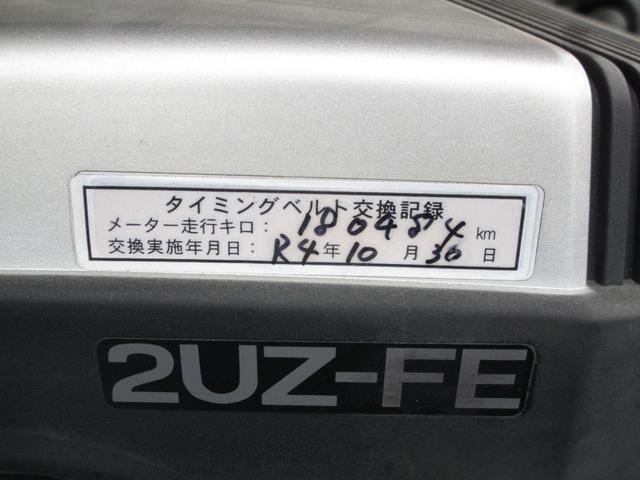 タイミングベルト交換記録
メーター走行キロ: 180484 km
交換実施年月日: R4年10月30日
2UZ-FE